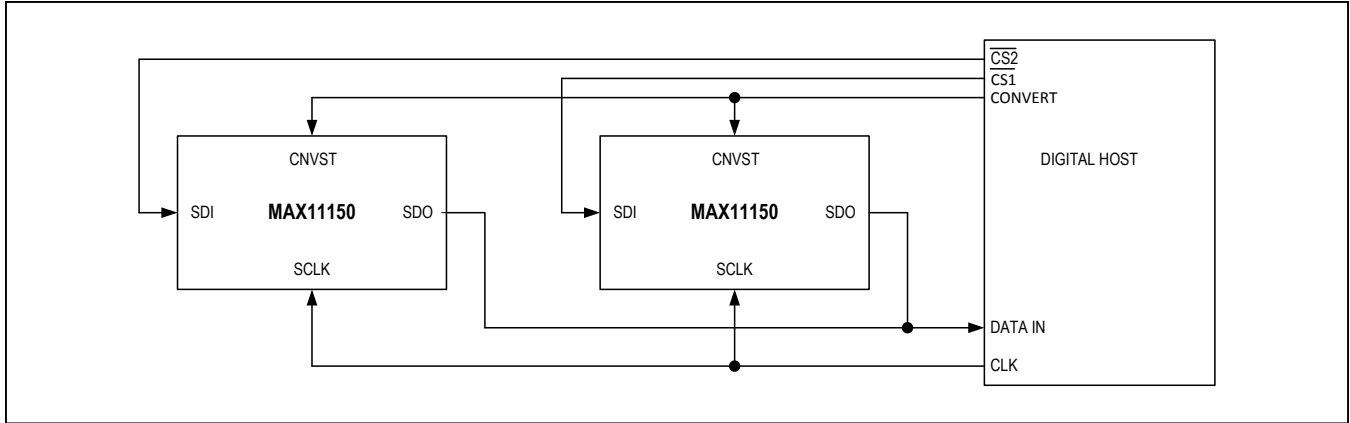 CS2
CS1
CONVERT
CNVST
CNVST
DIGITAL HOST
SDI MAX11150 SDO
SDI MAX11150 SDO
SCLK
SCLK
DATA IN
CLK